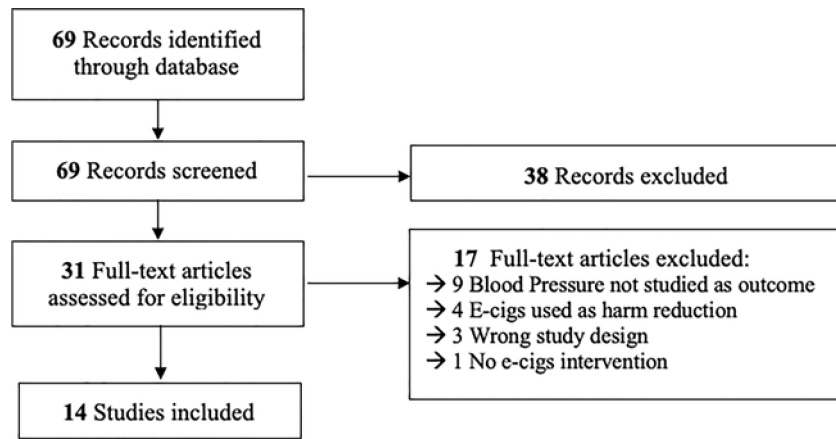 69 Records identified
through database
69 Records screened
38 Records excluded
31 Full-text articles
assessed for eligibility
17 Full-text articles excluded:
→ 9 Blood Pressure not studied as outcome
→ 4 E-cigs used as harm reduction
→ 3 Wrong study design
→ 1 No e-cigs intervention
14 Studies included